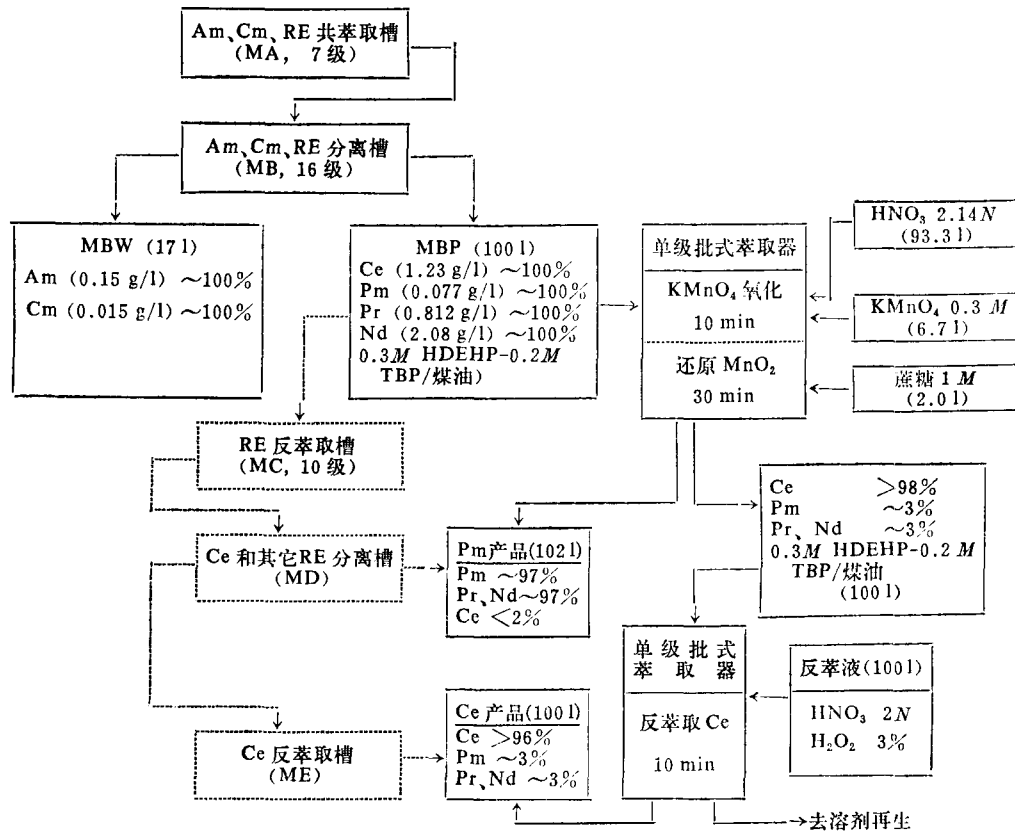 Am、Cm、RE 共萃取槽
(MA, 7级)
Am、Cm、RE 分离槽
(MB, 16级)
MBW (17 l)
Am (0.15 g/l) ~100%
Cm (0.015 g/l) ~100%
MBP (100 l)
Ce (1.23 g/l) ~100%
Pm (0.077 g/l) ~100%
Pr (0.812 g/l) ~100%
Nd (2.08 g/l) ~100%
0.3M HDEHP-0.2M
TBP/煤油)
单级批式萃取器
KMnO₄ 氧化
10 min
还原 MnO₂
30 min
HNO₃ 2.14N
(93.3 l)
KMnO₄ 0.3 M
(6.7 l)
蔗糖 1 M
(2.0 l)
RE 反萃取槽
(MC, 10级)
Ce 和其它 RE 分离槽
(MD)
Pm 产品 (102 l)
Pm ~97%
Pr、Nd~97%
Ce <2%
Ce >98%
Pm ~3%
Pr、Nd ~3%
0.3M HDEHP-0.2 M
TBP/煤油
(100 l)
Ce 反萃取槽
(ME)
Ce 产品(100 l)
Ce >96%
Pm ~3%
Pr、Nd ~3%
单级批式
萃取器
反萃取 Ce
10 min
反萃液(100 l)
HNO₃ 2N
H₂O₂ 3%
去溶剂再生